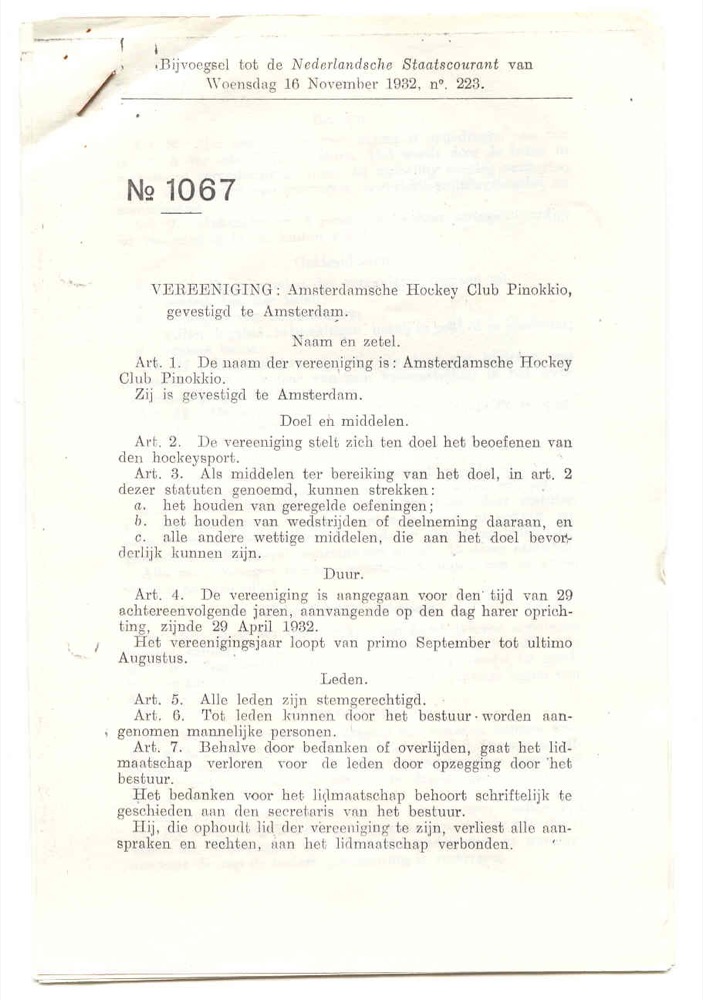 Bijvoegsel tot de Nederlandsche Staatscourant van
Woensdag 16 November 1932, nº. 223.
№ 1067
VEREENIGING: Amsterdamsche Hockey Club Pinokkio,
gevestigd te Amsterdam.
Naam en zetel.
Art. 1. De naam der vereeniging is: Amsterdamsche Hockey
Club Pinokkio.
Zij is gevestigd te Amsterdam.
Doel en middelen.
Art. 2. De vereeniging stelt zich ten doel het beoefenen van
den hockeysport.
Art. 3. Als middelen ter bereiking van het doel, in art. 2
dezer statuten genoemd, kunnen strekken:
a. het houden van geregelde oefeningen;
b. het houden van wedstrijden of deelneming daaraan, en
c. alle andere wettige middelen, die aan het doel bevor-
derlijk kunnen zijn.
Duur.
Art. 4. De vereeniging is aangegaan voor den tijd van 29
achtereenvolgende jaren, aanvangende op den dag harer oprich-
ting, zijnde 29 April 1932.
Het vereenigingsjaar loopt van primo September tot ultimo
Augustus.
Leden.
Art. 5. Alle leden zijn stemgerechtigd.
Art. 6. Tot leden kunnen door het bestuur worden aan-
genomen mannelijke personen.
Art. 7. Behalve door bedanken of overlijden, gaat het lid-
maatschap verloren voor de leden door opzegging door het
bestuur.
Het bedanken voor het lidmaatschap behoort schriftelijk te
geschieden aan den secretaris van het bestuur.
Hij, die ophoudt lid der vereeniging te zijn, verliest alle aan-
spraken en rechten, aan het lidmaatschap verbonden.